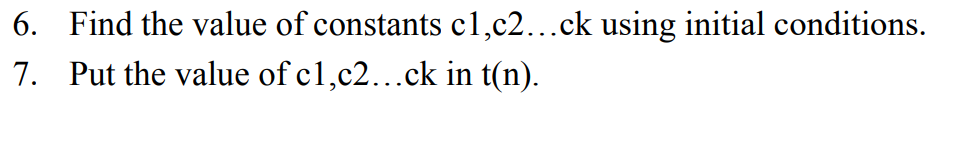 6. Find the value of constants c1,c2...ck using initial conditions.
7. Put the value of c1,c2...ck in t(n).